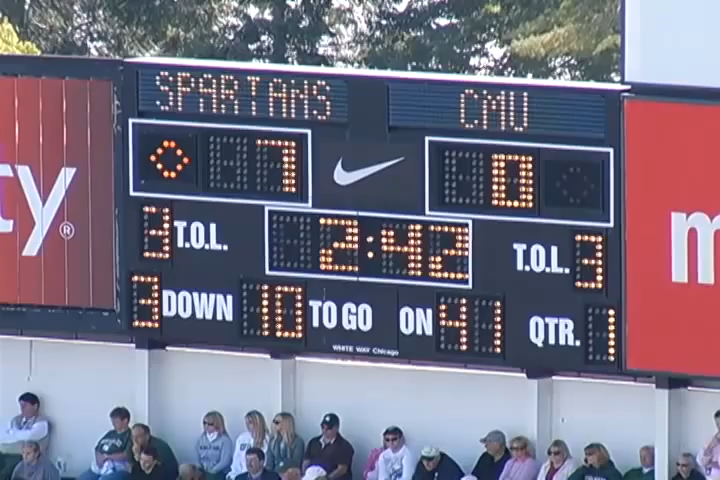 SPARTANS CMU
7 0
3 T.O.L. 2:42 T.O.L. 3
3 DOWN 10 TO GO ON 41 QTR. 1
WHITE WAY Chicago
ty®
m